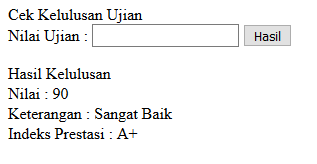 Cek Kelulusan Ujian
Nilai Ujian : Hasil
Hasil Kelulusan
Nilai : 90
Keterangan : Sangat Baik
Indeks Prestasi : A+